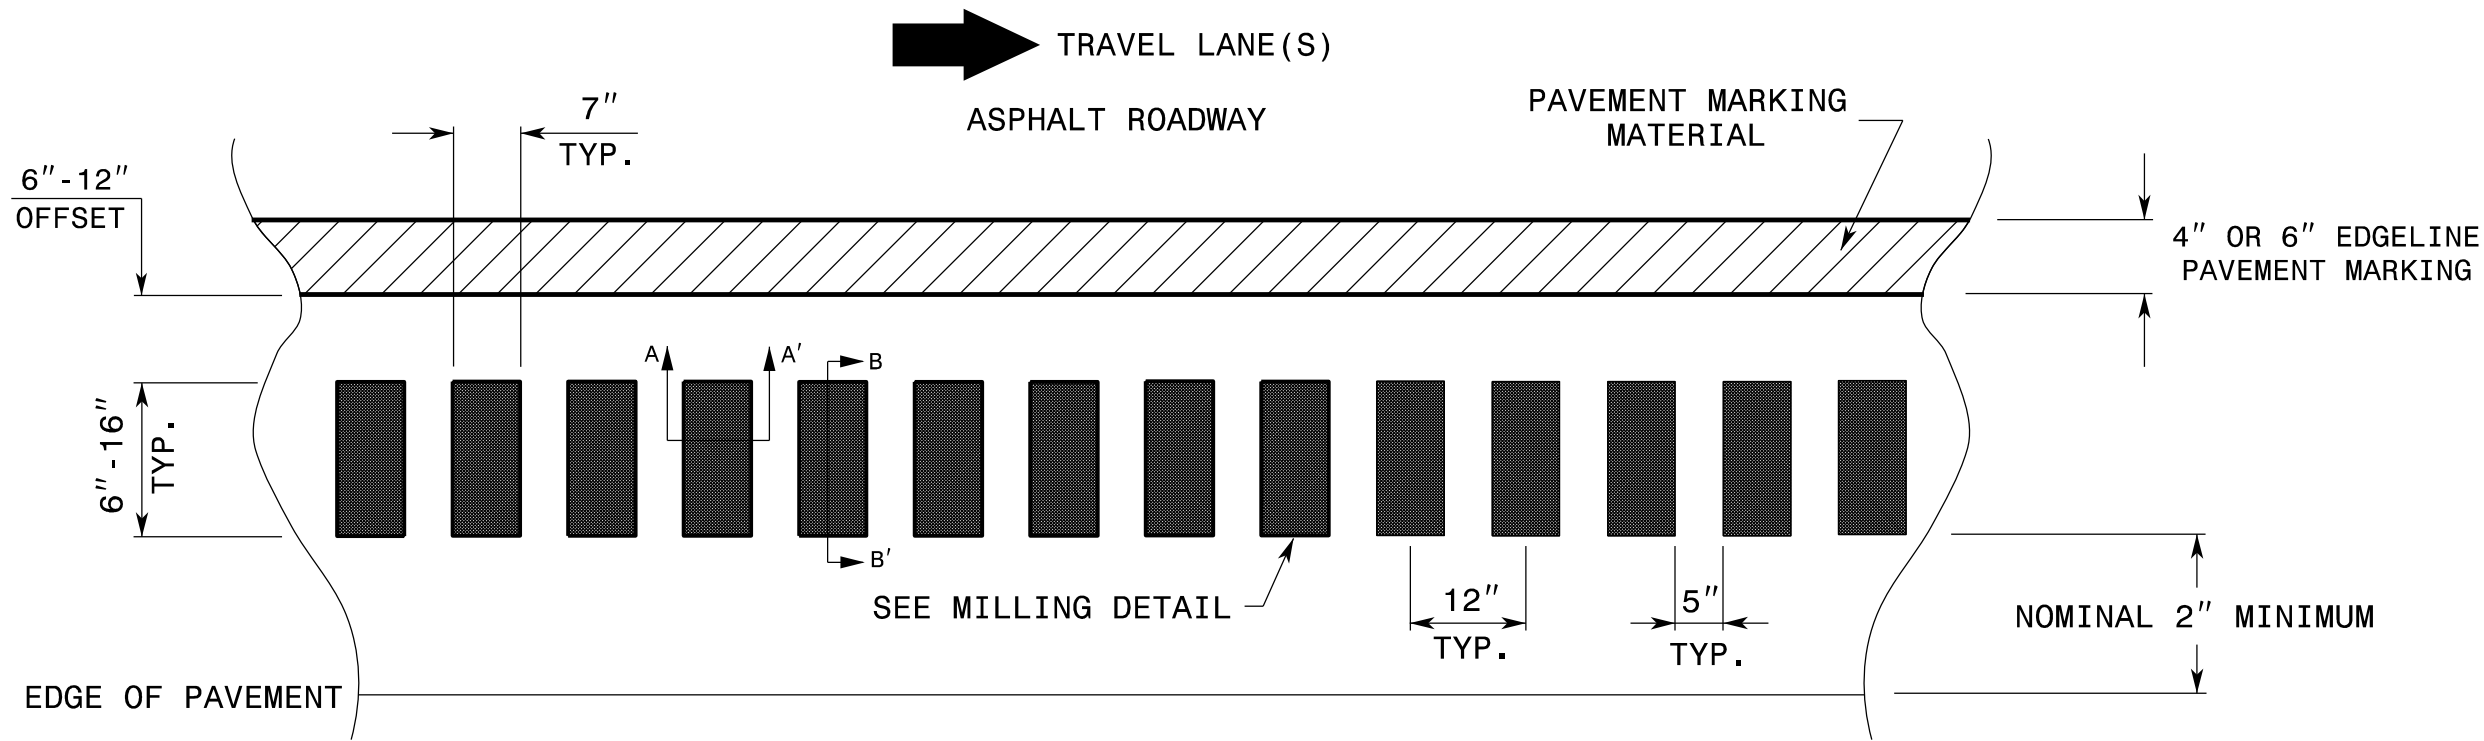 TRAVEL LANE(S)
7"
TYP.
ASPHALT ROADWAY
PAVEMENT MARKING
MATERIAL
6"-12"
OFFSET
4" OR 6" EDGELINE
PAVEMENT MARKING
A
A'
B
6"-16"
TYP.
B'
SEE MILLING DETAIL
12"
TYP.
5"
TYP.
NOMINAL 2" MINIMUM
EDGE OF PAVEMENT